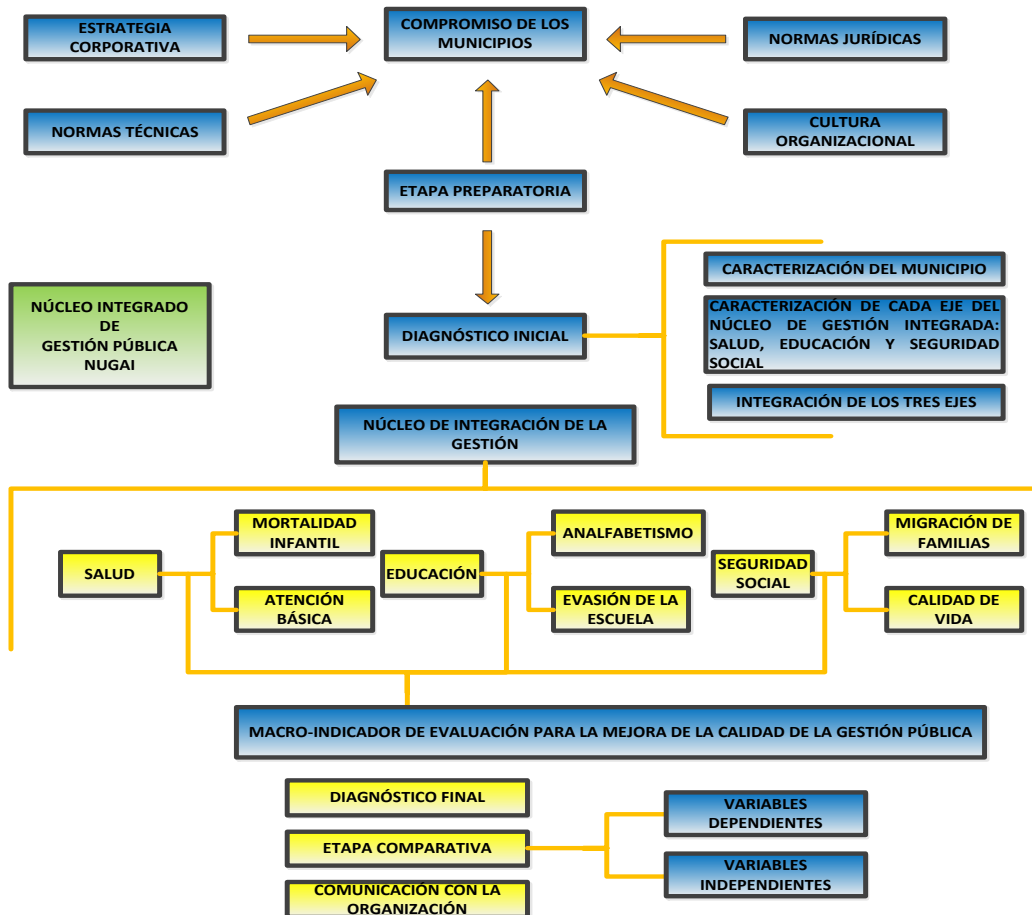 ESTRATEGIA
CORPORATIVA
COMPROMISO DE LOS
MUNICIPIOS
NORMAS JURÍDICAS
NORMAS TÉCNICAS
CULTURA
ORGANIZACIONAL
ETAPA PREPARATORIA
NÚCLEO INTEGRADO
DE
GESTIÓN PÚBLICA
NUGAI
DIAGNÓSTICO INICIAL
CARACTERIZACIÓN DEL MUNICIPIO
CARACTERIZACIÓN DE CADA EJE DEL
NÚCLEO DE GESTIÓN INTEGRADA:
SALUD, EDUCACIÓN Y SEGURIDAD
SOCIAL
INTEGRACIÓN DE LOS TRES EJES
NÚCLEO DE INTEGRACIÓN DE LA
GESTIÓN
SALUD
MORTALIDAD
INFANTIL
ATENCIÓN
BÁSICA
EDUCACIÓN
ANALFABETISMO
EVASIÓN DE LA
ESCUELA
SEGURIDAD
SOCIAL
MIGRACIÓN DE
FAMILIAS
CALIDAD DE
VIDA
MACRO-INDICADOR DE EVALUACIÓN PARA LA MEJORA DE LA CALIDAD DE LA GESTIÓN PÚBLICA
DIAGNÓSTICO FINAL
ETAPA COMPARATIVA
COMUNICACIÓN CON LA
ORGANIZACIÓN
VARIABLES
DEPENDIENTES
VARIABLES
INDEPENDIENTES